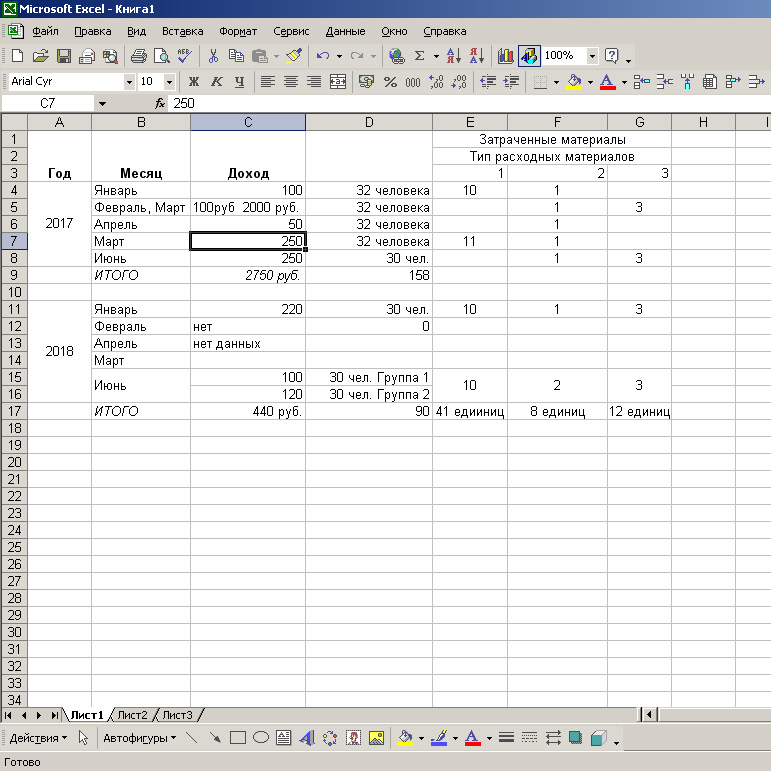 Microsoft Excel - Книга1
Файл Правка Вид Вставка Формат Сервис Данные Окно Справка
100%
Arial Cyr 10 Ж К Ч % 000
C7 fx 250
A B C D E F G H I
1 Затраченные материалы
2 Тип расходных материалов
3 Год Месяц Доход 1 2 3
4 Январь 100 32 человека 10 1
5 Февраль, Март 100руб 2000 руб. 32 человека 1 3
2017
6 Апрель 50 32 человека 1
7 Март 250 32 человека 11 1
8 Июнь 250 30 чел. 1 3
9 ИТОГО 2750 руб. 158
10
11 Январь 220 30 чел. 10 1 3
12 Февраль нет 0
13 Апрель нет данных
2018
14 Март
15 100 30 чел. Группа 1
Июнь 10 2 3
16 120 30 чел. Группа 2
17 ИТОГО 440 руб. 90 41 едииниц 8 единиц 12 единиц
18
19
20
21
22
23
24
25
26
27
28
29
30
31
32
33
34
Лист1 Лист2 Лист3
Действия Автофигуры
Готово